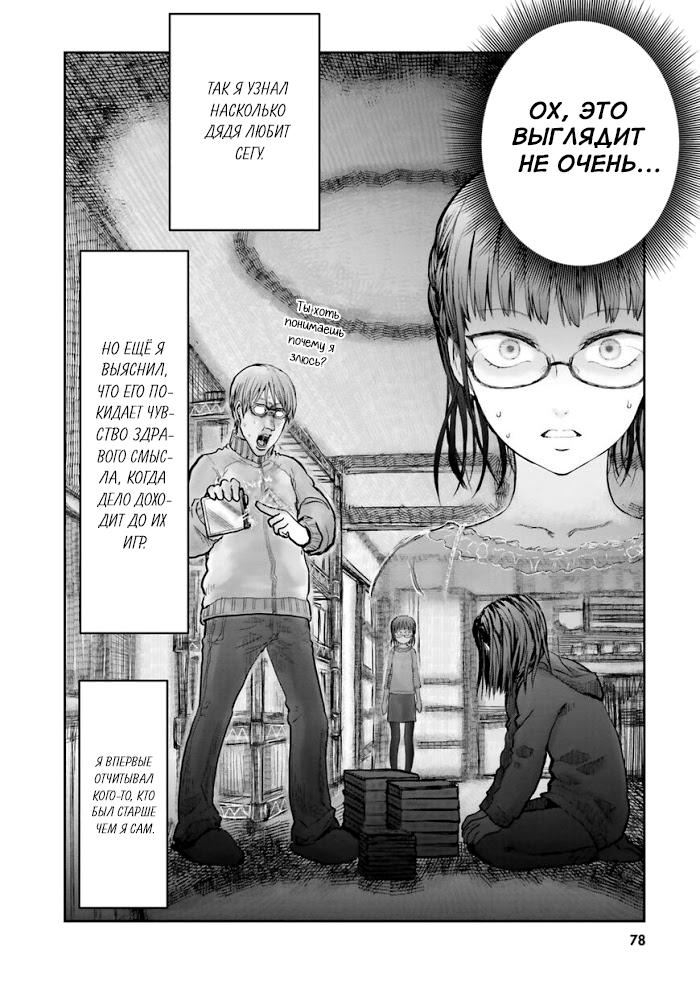 ТАК Я УЗНАЛ
НАСКОЛЬКО
ДЯДЯ ЛЮБИТ
СЕГУ.
ОХ, ЭТО
ВЫГЛЯДИТ
НЕ ОЧЕНЬ...
Ты хоть
понимаешь
почему я
злюсь?
НО ЕЩЁ Я
ВЫЯСНИЛ,
ЧТО ЕГО ПО-
КИДАЕТ ЧУВ-
СТВО ЗДРА-
ВОГО СМЫС-
ЛА, КОГДА
ДЕЛО ДОХО-
ДИТ ДО ИХ
ИГР.
Я ВПЕРВЫЕ
ОТЧИТЫВАЛ
КОГО-ТО, КТО
БЫЛ СТАРШЕ
ЧЕМ Я САМ.
78